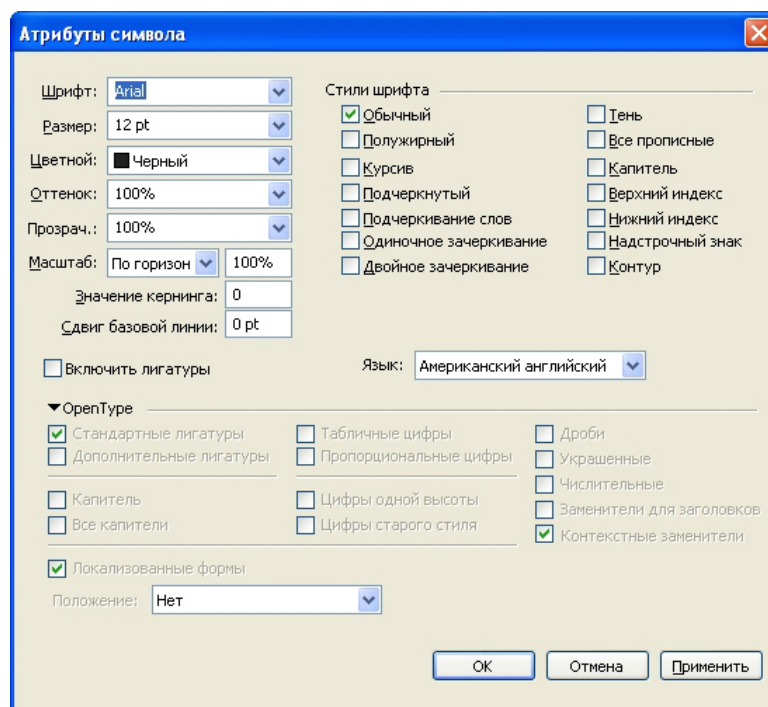 Атрибуты символа
Шрифт: Arial
Размер: 12 pt
Цветной: Черный
Оттенок: 100%
Прозрач.: 100%
Масштаб: По горизон 100%
Значение кернинга: 0
Сдвиг базовой линии: 0 pt
Включить лигатуры
Стили шрифта
Обычный Тень
Полужирный Все прописные
Курсив Капитель
Подчеркнутый Верхний индекс
Подчеркивание слов Нижний индекс
Одиночное зачеркивание Надстрочный знак
Двойное зачеркивание Контур
Язык: Американский английский
OpenType
Стандартные лигатуры Табличные цифры Дроби
Дополнительные лигатуры Пропорциональные цифры Украшенные
Числительные
Капитель Цифры одной высоты Заменители для заголовков
Все капители Цифры старого стиля Контекстные заменители
Локализованные формы
Положение: Нет
ОК Отмена Применить